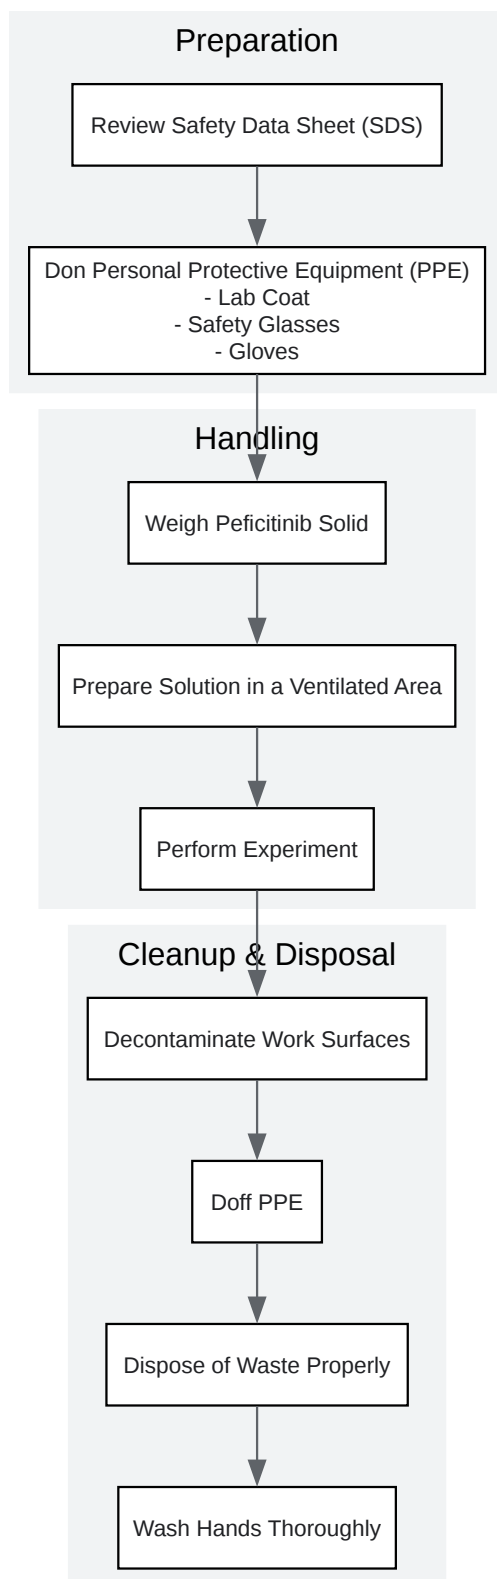 Preparation
Review Safety Data Sheet (SDS)
Don Personal Protective Equipment (PPE)
- Lab Coat
- Safety Glasses
- Gloves
Handling
Weigh Peficitinib Solid
Prepare Solution in a Ventilated Area
Perform Experiment
Cleanup & Disposal
Decontaminate Work Surfaces
Doff PPE
Dispose of Waste Properly
Wash Hands Thoroughly